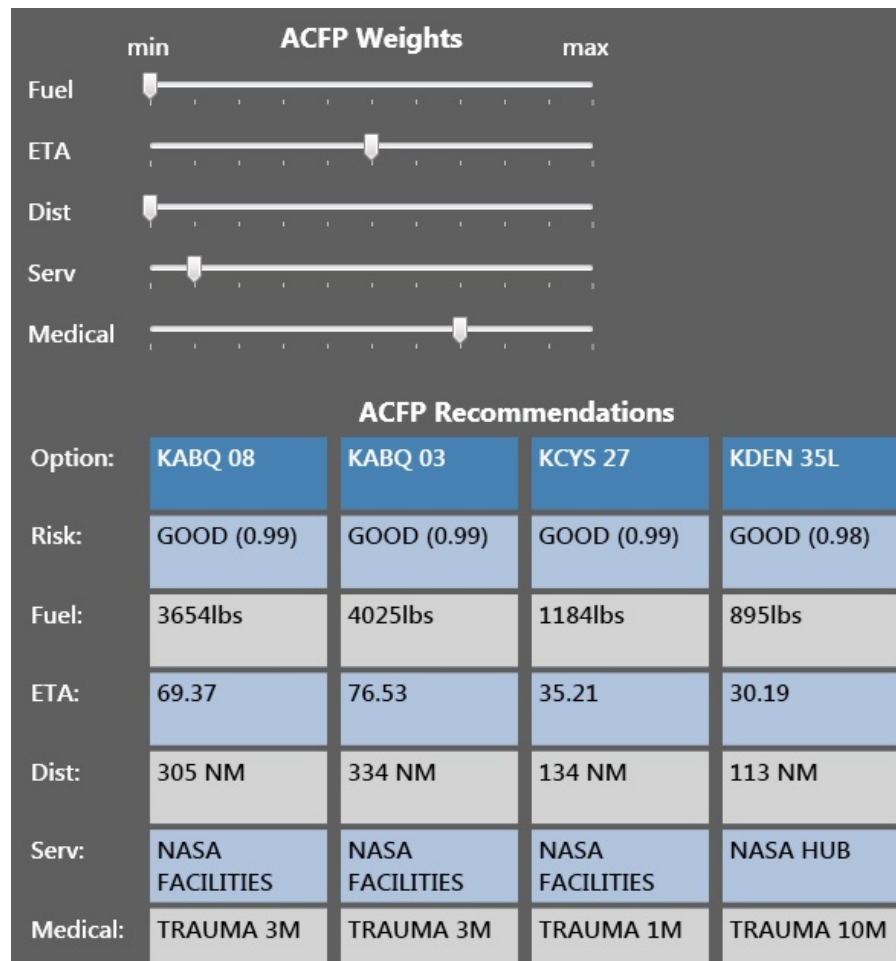 ACFP Weights
min max
Fuel
ETA
Dist
Serv
Medical
ACFP Recommendations
Option: KABQ 08 KABQ 03 KCYS 27 KDEN 35L
Risk: GOOD (0.99) GOOD (0.99) GOOD (0.99) GOOD (0.98)
Fuel: 3654lbs 4025lbs 1184lbs 895lbs
ETA: 69.37 76.53 35.21 30.19
Dist: 305 NM 334 NM 134 NM 113 NM
Serv: NASA NASA NASA NASA HUB
FACILITIES FACILITIES FACILITIES
Medical: TRAUMA 3M TRAUMA 3M TRAUMA 1M TRAUMA 10M